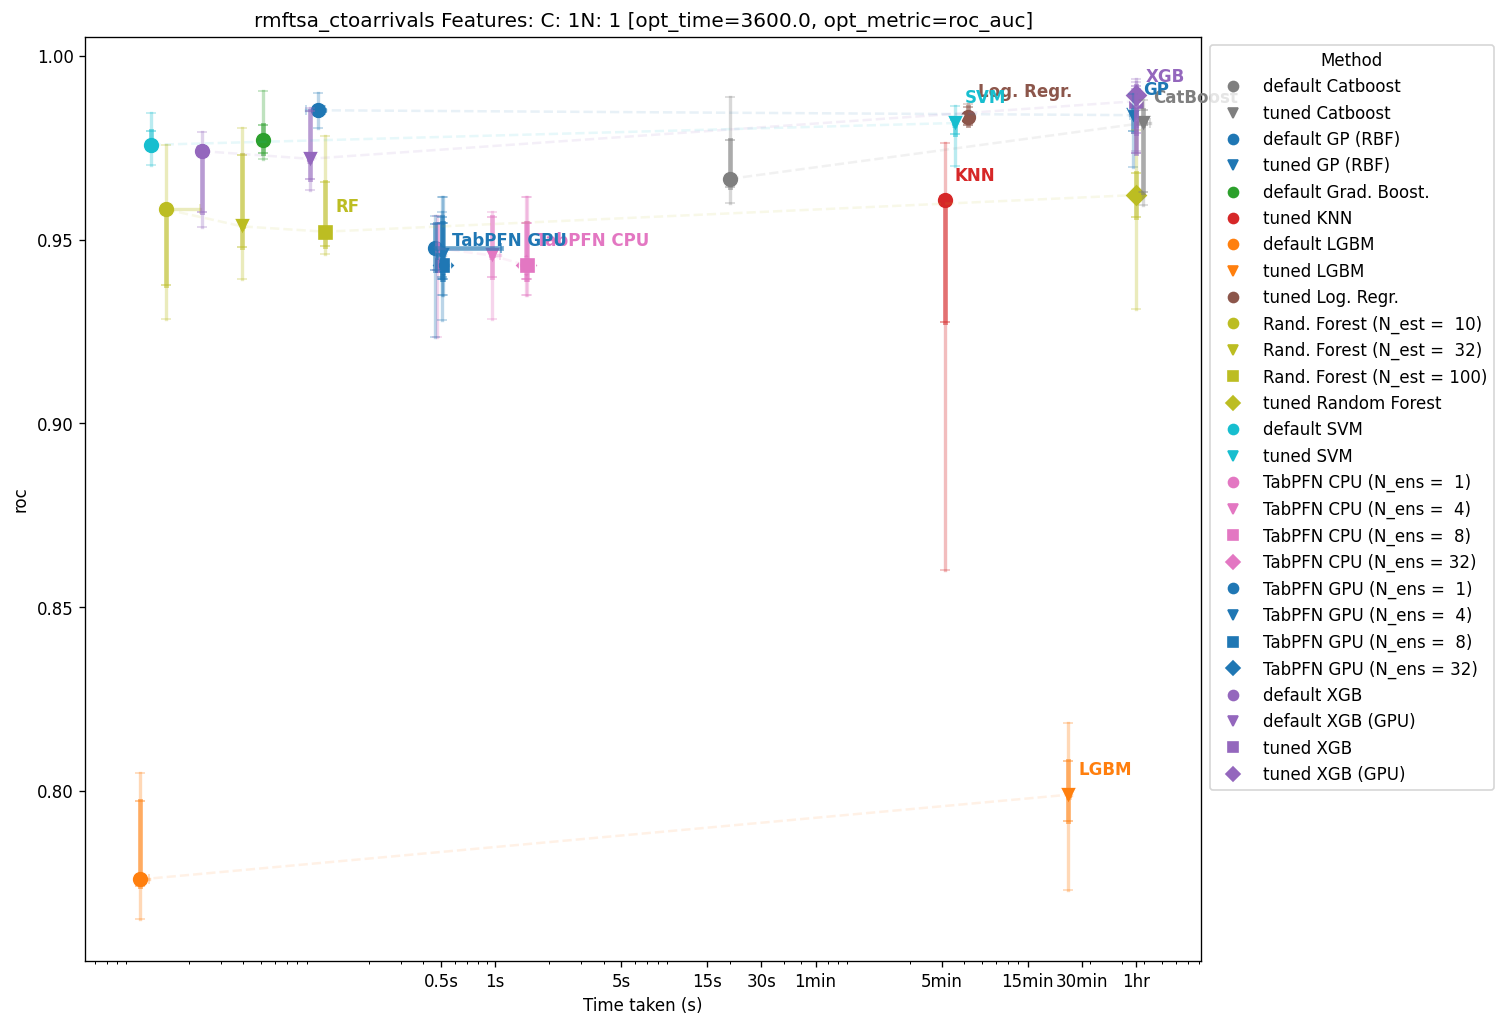 rmftsa_ctoarrivals Features: C: 1N: 1 [opt_time=3600.0, opt_metric=roc_auc]
1.00
0.95
0.90
0.85
0.80
roc
XGB
GP
CatBoost
Log. Regr.
SVM
KNN
RF
TabPFN GPU
TabPFN CPU
LGBM
0.5s
1s
5s
15s
30s
1min
5min
15min
30min
1hr
Time taken (s)
Method
default Catboost
tuned Catboost
default GP (RBF)
tuned GP (RBF)
default Grad. Boost.
tuned KNN
default LGBM
tuned LGBM
tuned Log. Regr.
Rand. Forest (N_est =  10)
Rand. Forest (N_est =  32)
Rand. Forest (N_est = 100)
tuned Random Forest
default SVM
tuned SVM
TabPFN CPU (N_ens =  1)
TabPFN CPU (N_ens =  4)
TabPFN CPU (N_ens =  8)
TabPFN CPU (N_ens = 32)
TabPFN GPU (N_ens =  1)
TabPFN GPU (N_ens =  4)
TabPFN GPU (N_ens =  8)
TabPFN GPU (N_ens = 32)
default XGB
default XGB (GPU)
tuned XGB
tuned XGB (GPU)